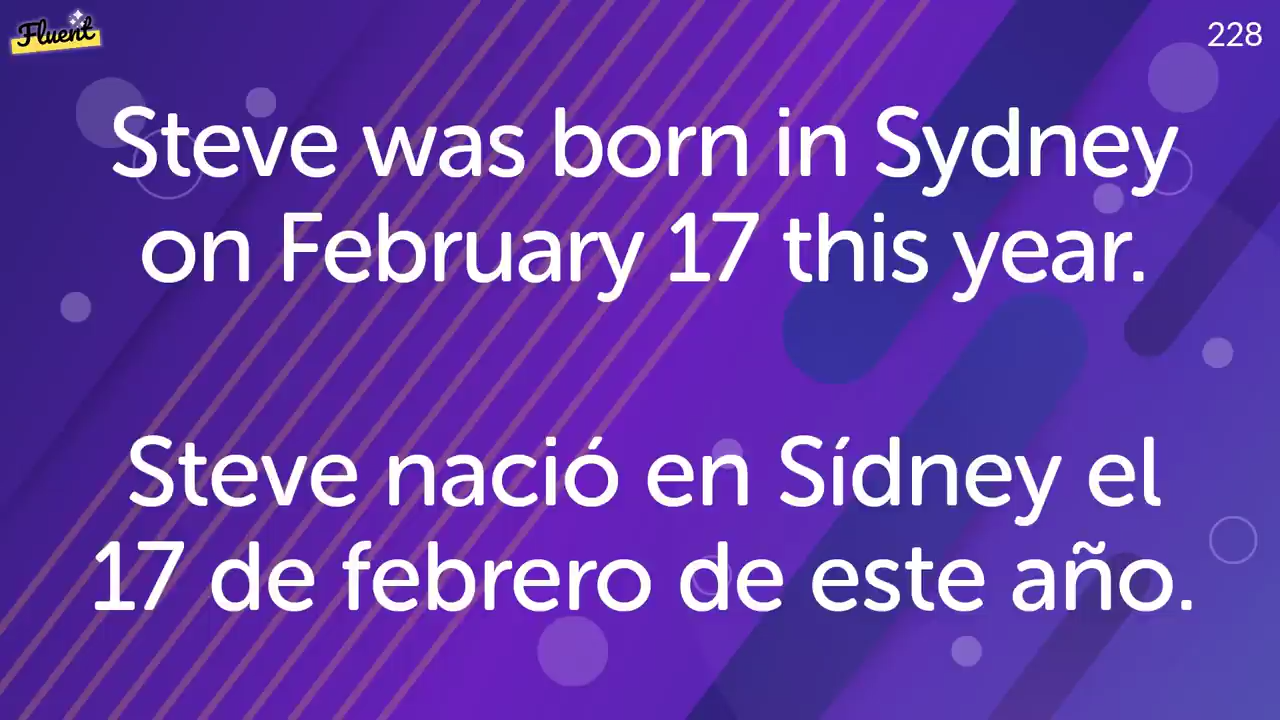 Fluent
228
Steve was born in Sydney
on February 17 this year.
Steve nació en Sídney el
17 de febrero de este año.